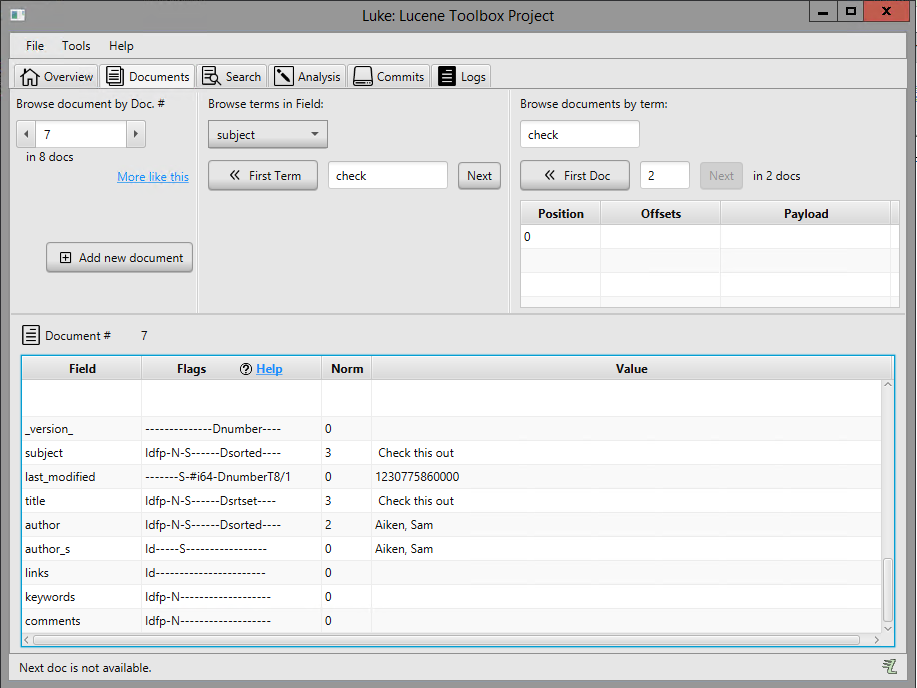 Luke: Lucene Toolbox Project
File Tools Help
Overview Documents Search Analysis Commits Logs
Browse document by Doc. #
7
in 8 docs
More like this
Add new document
Browse terms in Field:
subject
First Term check Next
Browse documents by term:
check
First Doc 2 Next in 2 docs
Position Offsets Payload
0
Document # 7
Field Flags Help Norm Value
_version_ --------------Dnumber---- 0
subject Idfp-N-S------Dsorted---- 3 Check this out
last_modified -------S-#i64-DnumberT8/1 0 1230775860000
title Idfp-N-S------Dsrtset---- 3 Check this out
author Idfp-N-S------Dsorted---- 2 Aiken, Sam
author_s Id-----S----------------- 0 Aiken, Sam
links Id----------------------- 0
keywords Idfp-N------------------- 0
comments Idfp-N------------------- 0
Next doc is not available.